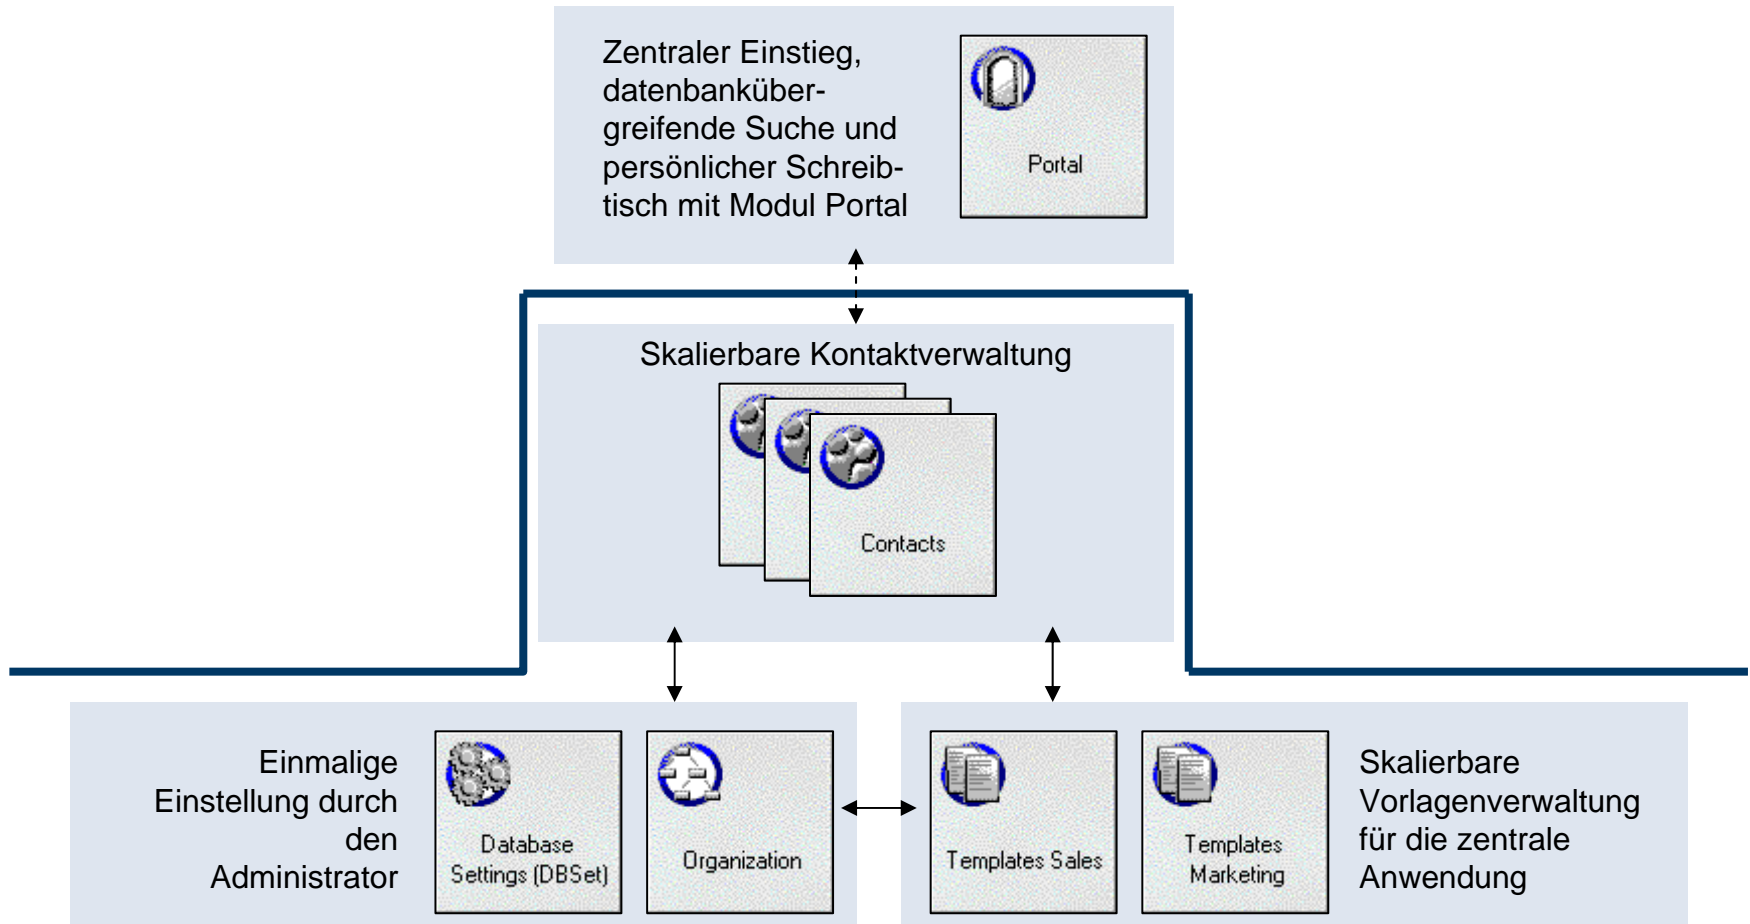 Zentraler Einstieg,
datenbankUber-
greifende Suche und
persönlicher Schreib-
tisch mit Modul Portal
Portal
Skalierbare Kontaktverwaltung
Contacts
Einmalige
Einstellung durch
den
Administrator
Database
Settings (DBSet)
Organization
Templates Sales
Templates
Marketing
Skalierbare
Vorlagenverwaltung
für die zentrale
Anwendung